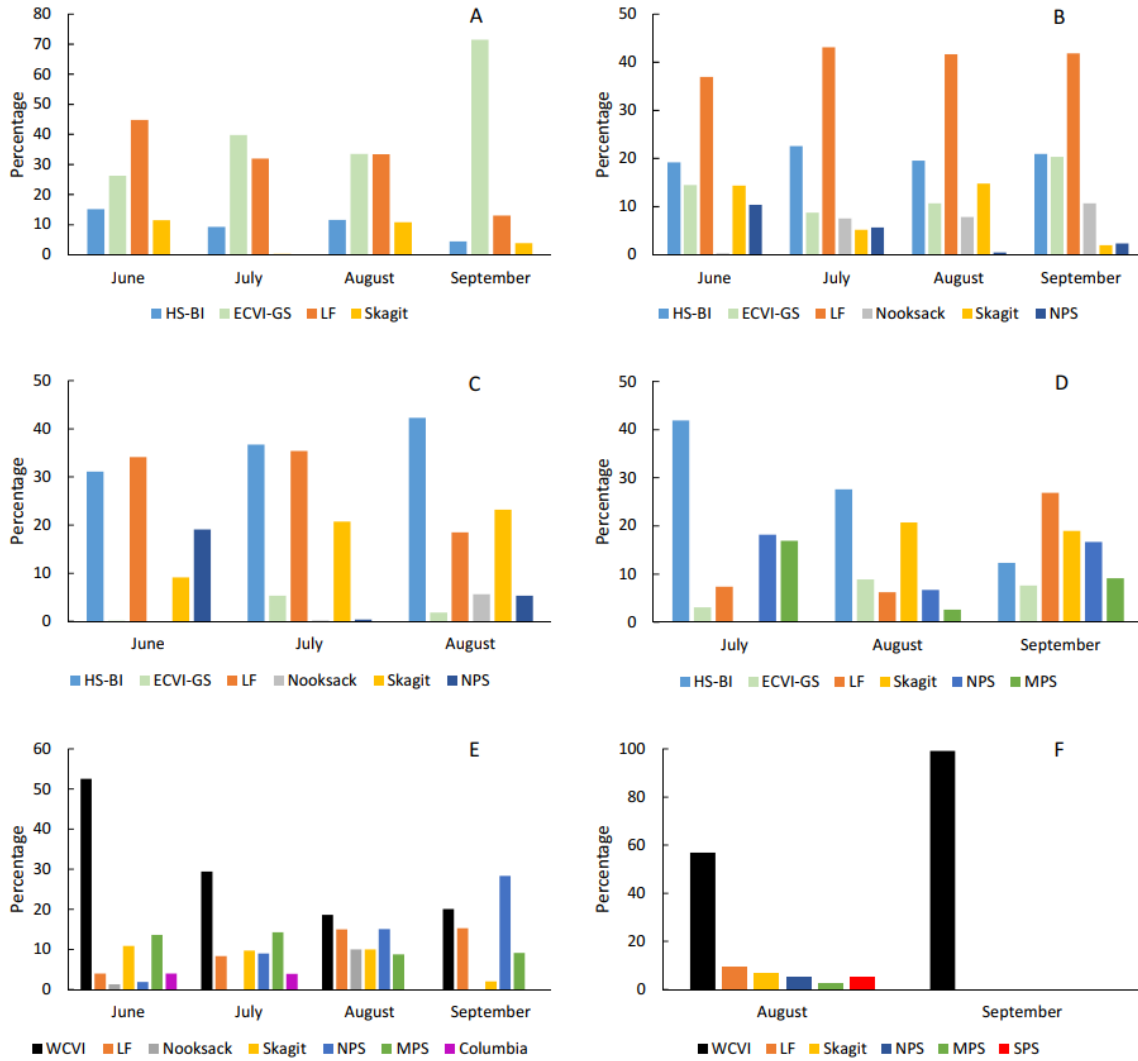 A
Percentage
80
70
60
50
40
30
20
10
0
June July August September
HS-BI ECVI-GS LF Skagit
B
Percentage
50
40
30
20
10
0
June July August September
HS-BI ECVI-GS LF Nooksack Skagit NPS
C
Percentage
50
40
30
20
10
0
June July August
HS-BI ECVI-GS LF Nooksack Skagit NPS
D
Percentage
50
40
30
20
10
0
July August September
HS-BI ECVI-GS LF Skagit NPS MPS
E
Percentage
60
50
40
30
20
10
0
June July August September
WCVI LF Nooksack Skagit NPS MPS Columbia
F
Percentage
100
80
60
40
20
0
August September
WCVI LF Skagit NPS MPS SPS